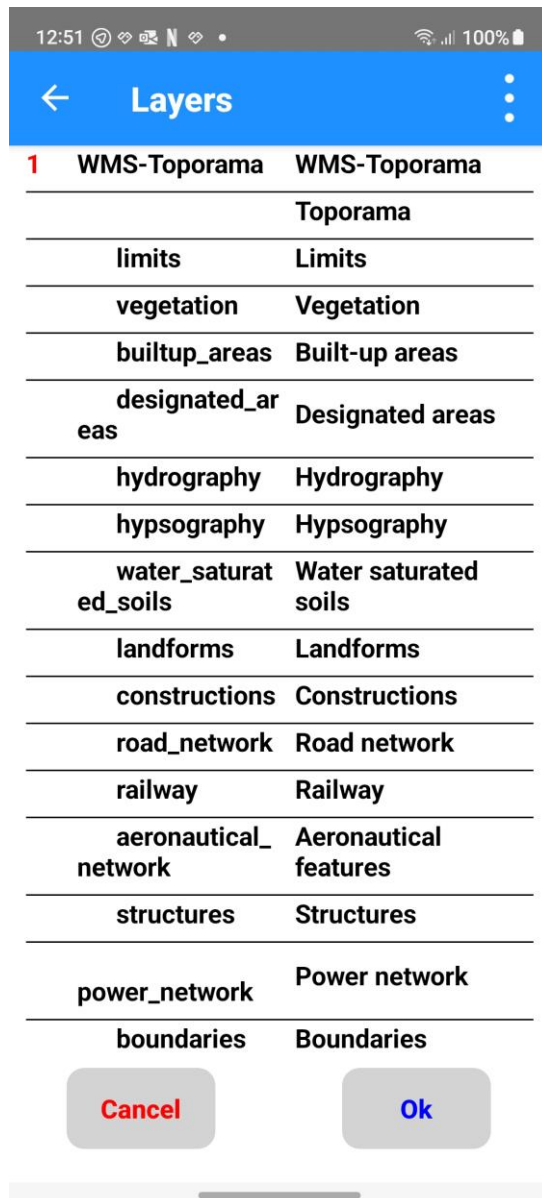 12:51 N 100%
Layers
1 WMS-Toporama WMS-Toporama
Toporama
limits Limits
vegetation Vegetation
builtup_areas Built-up areas
designated_ar
eas Designated areas
hydrography Hydrography
hypsography Hypsography
water_saturat Water saturated
ed_soils soils
landforms Landforms
constructions Constructions
road_network Road network
railway Railway
aeronautical_ Aeronautical
network features
structures Structures
power_network Power network
boundaries Boundaries
Cancel Ok